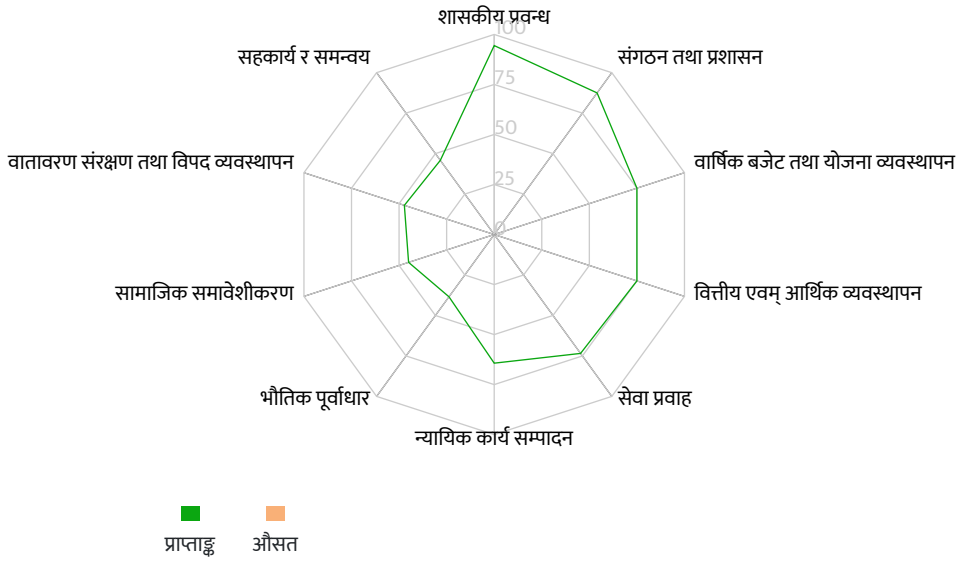 शासकीय प्रवन्ध
100
सहकार्य र समन्वय
संगठन तथा प्रशासन
75
50
वातावरण संरक्षण तथा विपद व्यवस्थापन
वार्षिक बजेट तथा योजना व्यवस्थापन
25
0
सामाजिक समावेशीकरण
वित्तीय एवम् आर्थिक व्यवस्थापन
भौतिक पूर्वाधार
सेवा प्रवाह
न्यायिक कार्य सम्पादन
प्राप्ताङ्क
औसत